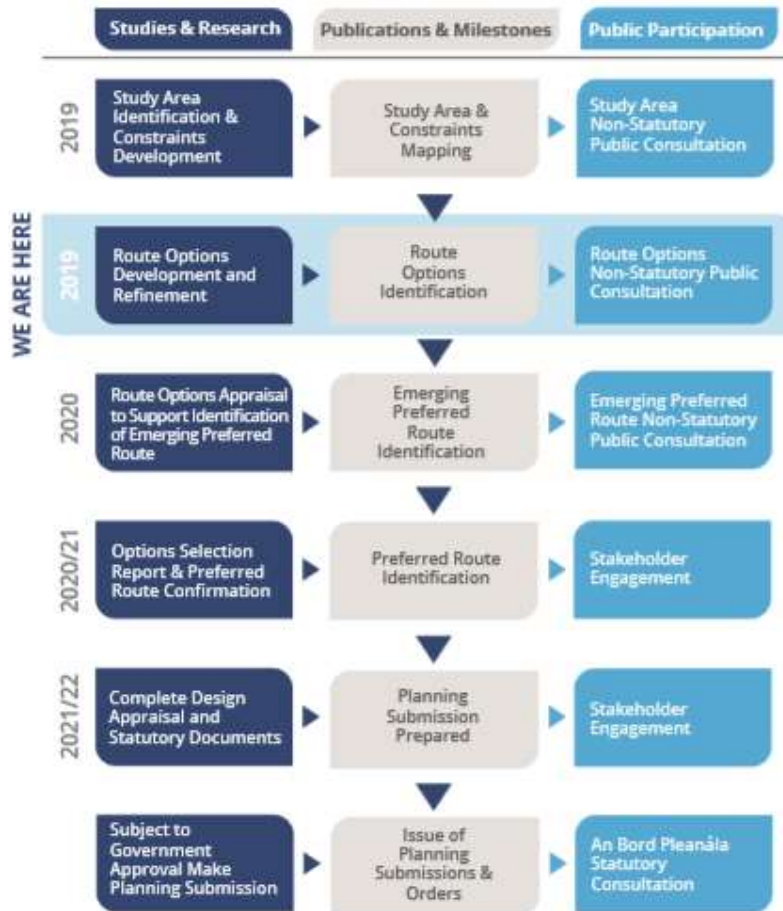 Studies & Research
Publications & Milestones
Public Participation
2019
Study Area
Identification &
Constraints
Development
Study Area &
Constraints
Mapping
Study Area
Non-Statutory
Public Consultation
WE ARE HERE
2019
Route Options
Development and
Refinement
Route
Options
Identification
Route Options
Non-Statutory Public
Consultation
2020
Route Options Appraisal
to Support Identification
of Emerging Preferred
Route
Emerging
Preferred
Route
Identification
Emerging Preferred
Route Non-Statutory
Public Consultation
2020/21
Options Selection
Report & Preferred
Route Confirmation
Preferred Route
Identification
Stakeholder
Engagement
2021/22
Complete Design
Appraisal and
Statutory Documents
Planning
Submission
Prepared
Stakeholder
Engagement
Subject to
Government
Approval Make
Planning Submission
Issue of
Planning
Submissions &
Orders
An Bord Pleanála
Statutory
Consultation